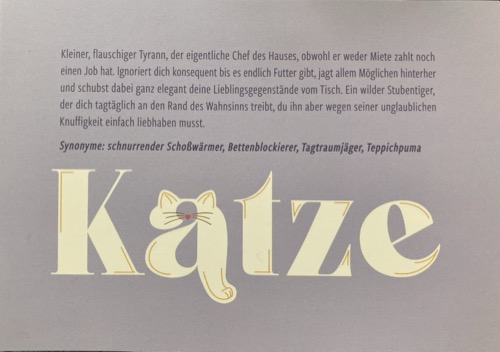 Kleiner, flauschiger Tyrann, der eigentliche Chef des Hauses, obwohl er weder Miete zahlt noch
einen Job hat. Ignoriert dich konsequent bis es endlich Futter gibt, jagt allem Möglichen hinterher
und schubst dabei ganz elegant deine Lieblingsgegenstände vom Tisch. Ein wilder Stubentiger,
der dich tagtäglich an den Rand des Wahnsinns treibt, du ihn aber wegen seiner unglaublichen
Knuffigkeit einfach liebhaben musst.
Synonyme: schnurrender Schoßwärmer, Bettenblockierer, Tagtraumjäger, Teppichpuma
Katze